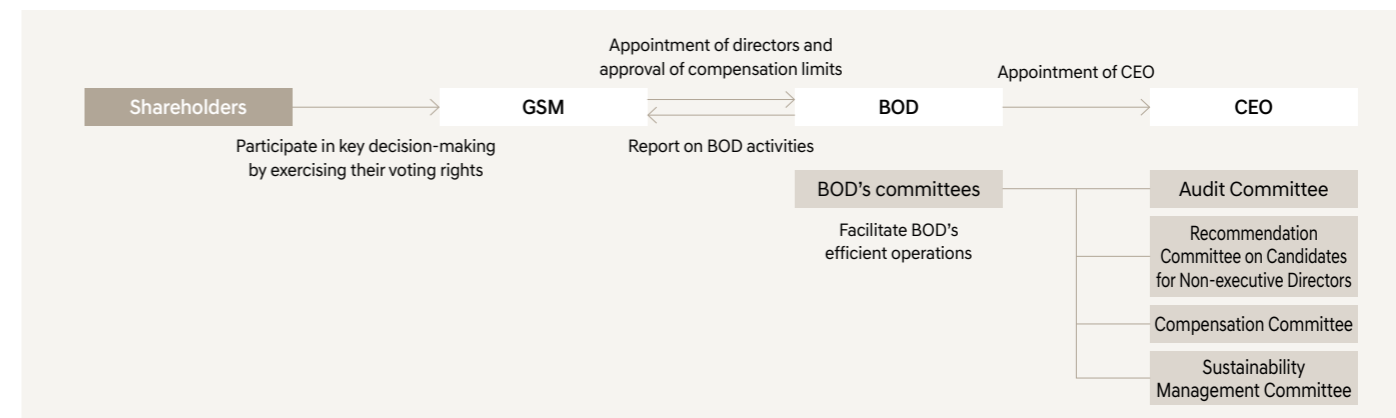 Appointment of directors and
approval of compensation limits
Appointment of CEO
Shareholders
GSM
BOD
CEO
Participate in key decision-making
by exercising their voting rights
Report on BOD activities
BOD’s committees
Facilitate BOD’s
efficient operations
Audit Committee
Recommendation
Committee on Candidates
for Non-executive Directors
Compensation Committee
Sustainability
Management Committee